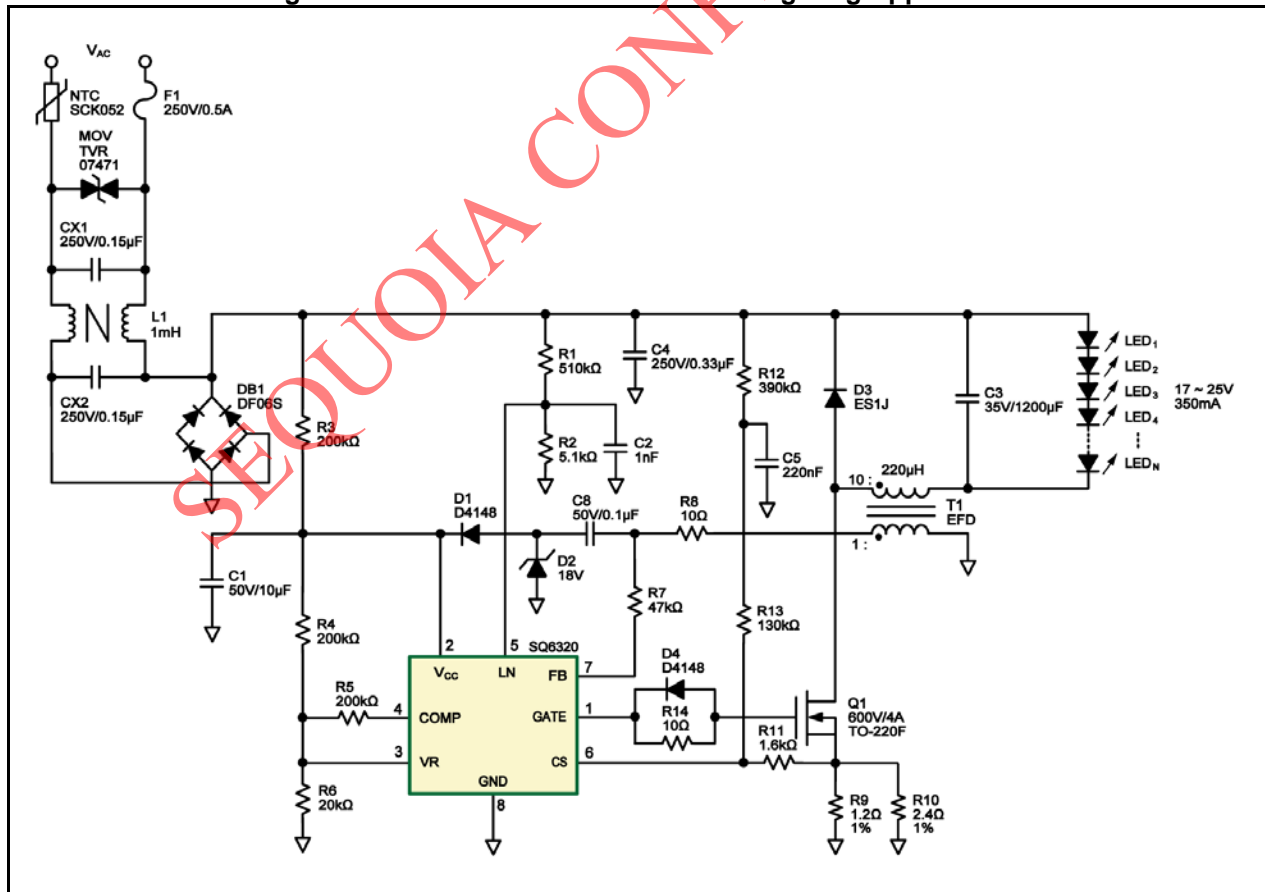 SEQUOIA CONF
V_AC
NTC
SCK052
F1
250V/0.5A
MOV
TVR
07471
CX1
250V/0.15µF
L1
1mH
CX2
250V/0.15µF
DB1
DF06S
R3
200kΩ
R1
510kΩ
C4
250V/0.33µF
R12
390kΩ
D3
ES1J
C3
35V/1200µF
LED₁
LED₂
LED₃
LED₄
LED_N
17 ~ 25V
350mA
R2
5.1kΩ
C2
1nF
C5
220nF
10 :
220µH
T1
EFD
1 :
D1
D4148
C8
50V/0.1µF
R8
10Ω
D2
18V
C1
50V/10µF
R4
200kΩ
R7
47kΩ
R13
130kΩ
2
5
SQ6320
V_CC
LN
FB
7
D4
D4148
R5
200kΩ
4
COMP
GATE
1
R14
10Ω
Q1
600V/4A
TO-220F
3
VR
CS
6
R11
1.6kΩ
GND
8
R6
20kΩ
R9
1.2Ω
1%
R10
2.4Ω
1%